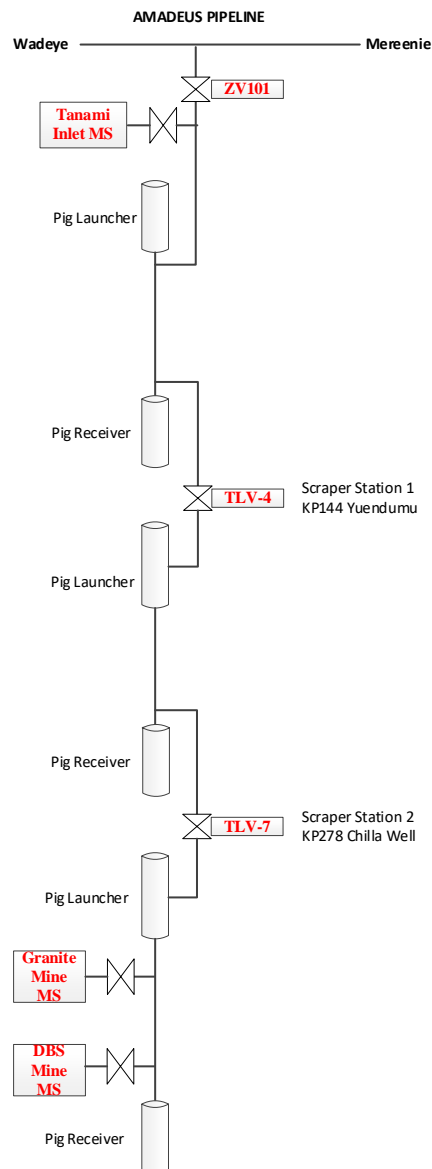 AMADEUS PIPELINE
Wadeye
Mereenie
ZV101
Tanami
Inlet MS
Pig Launcher
Pig Receiver
TLV-4
Scraper Station 1
KP144 Yuendumu
Pig Launcher
Pig Receiver
TLV-7
Scraper Station 2
KP278 Chilla Well
Pig Launcher
Granite
Mine
MS
DBS
Mine
MS
Pig Receiver